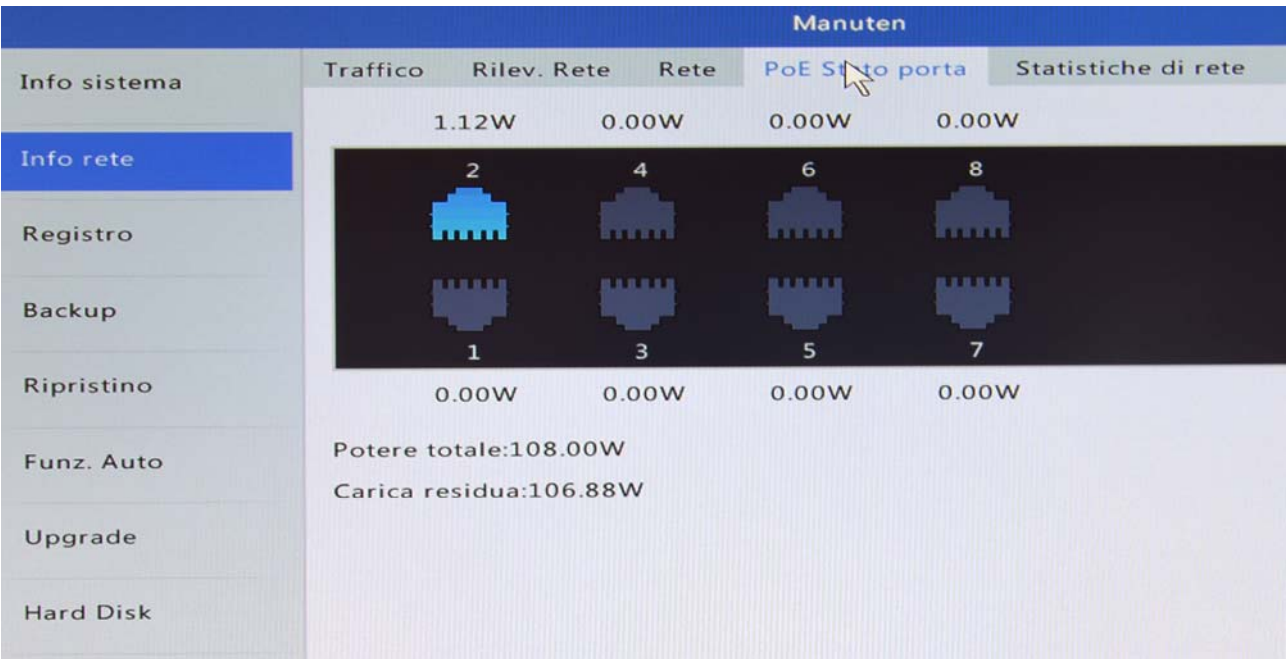 Manuten
Info sistema
Info rete
Registro
Backup
Ripristino
Funz. Auto
Upgrade
Hard Disk
Traffico Rilev. Rete Rete PoE Stato porta Statistiche di rete
1.12W 0.00W 0.00W 0.00W
2 4 6 8
1 3 5 7
0.00W 0.00W 0.00W 0.00W
Potere totale:108.00W
Carica residua:106.88W